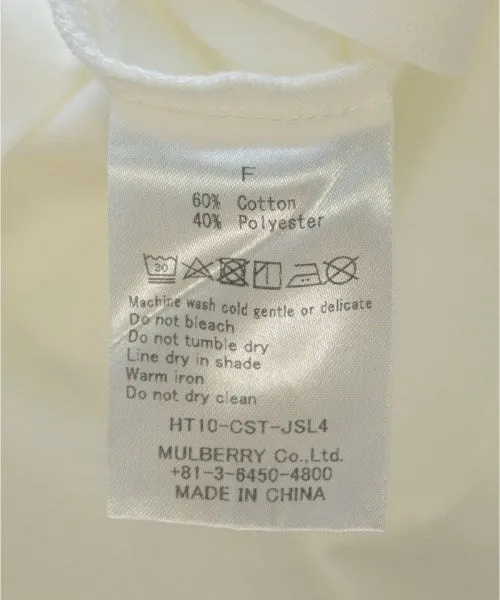 F
60% Cotton
40% Polyester
30
Machine wash cold gentle or delicate
Do not bleach
Do not tumble dry
Line dry in shade
Warm iron
Do not dry clean
HT10-CST-JSL4
MULBERRY Co.,Ltd.
+81-3-6450-4800
MADE IN CHINA